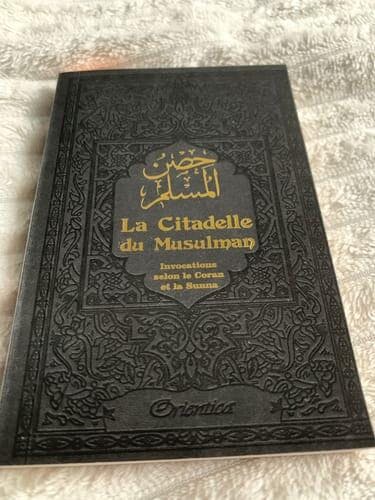 حصن
المسلم
La Citadelle
du Musulman
Invocations
selon le Coran
et la Sunna
Orientica